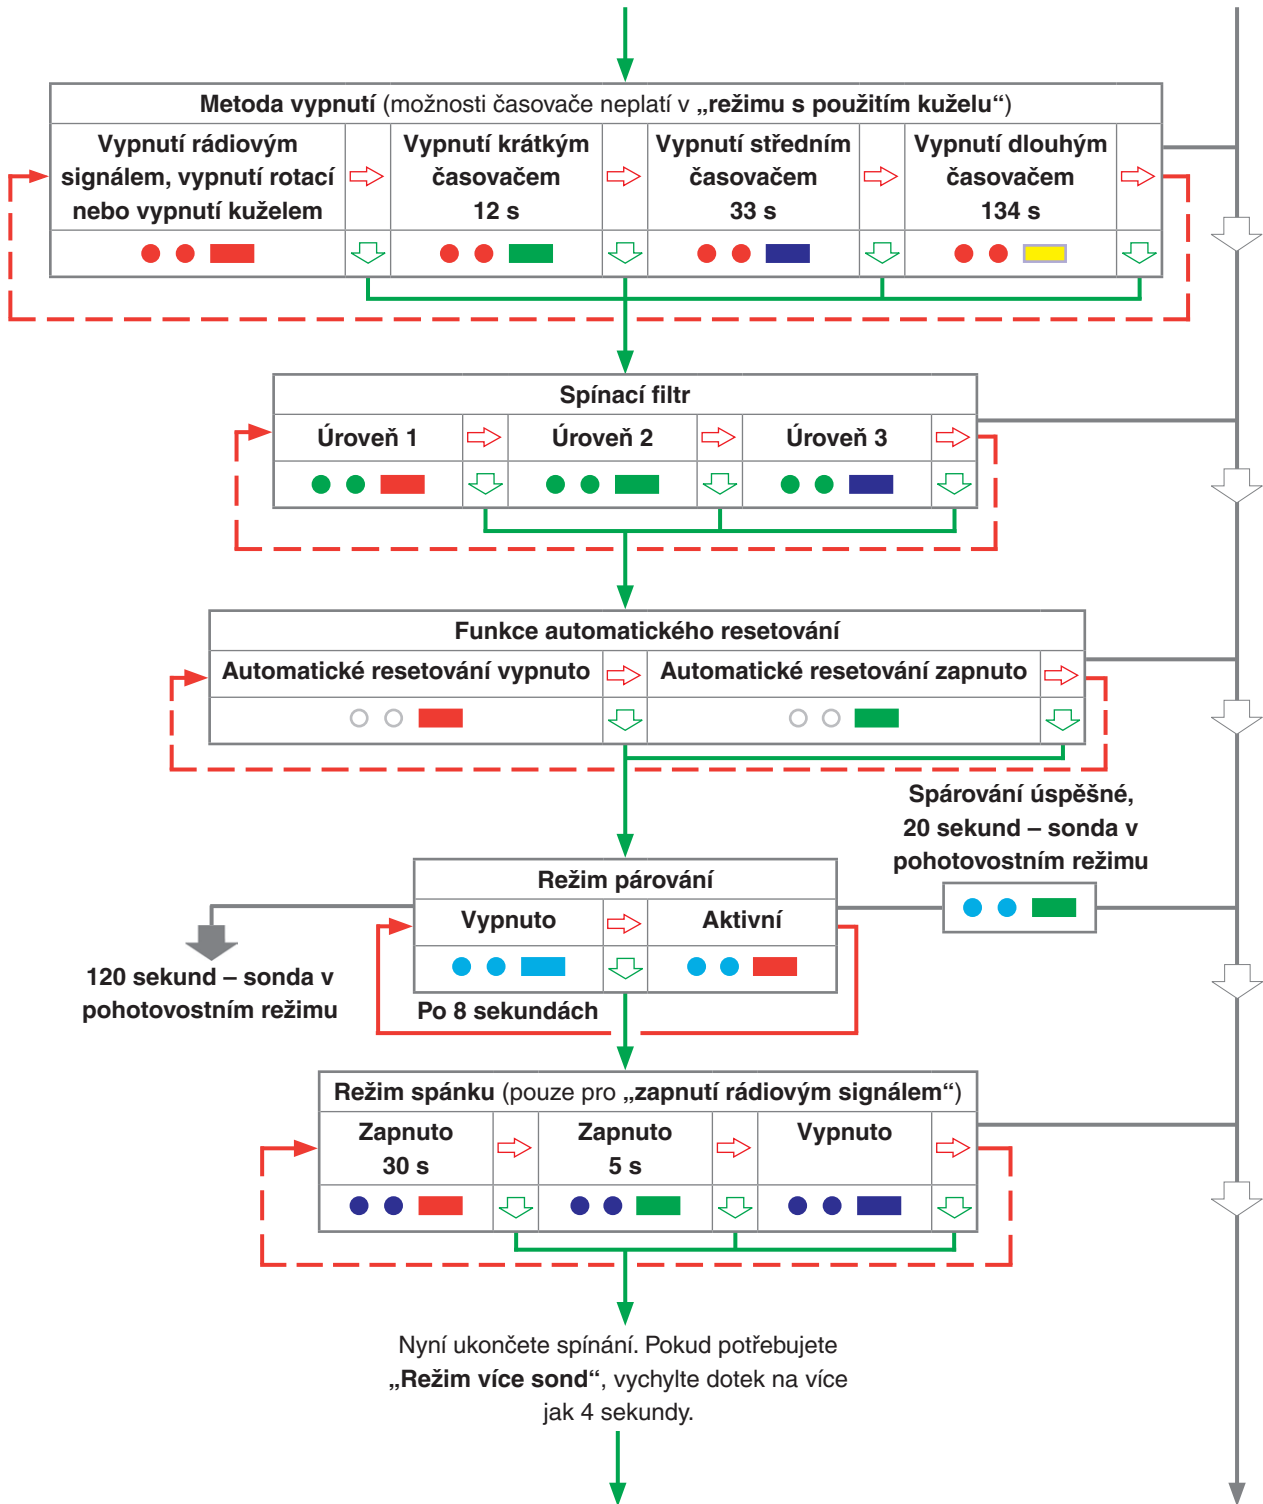 Metoda vypnutí (možnosti časovače neplatí v „režimu s použitím kuželu“)
Vypnutí rádiovým
signálem, vypnutí rotací
nebo vypnutí kuželem
Vypnutí krátkým
časovačem
12 s
Vypnutí středním
časovačem
33 s
Vypnutí dlouhým
časovačem
134 s
Spínací filtr
Úroveň 1
Úroveň 2
Úroveň 3
Funkce automatického resetování
Automatické resetování vypnuto
Automatické resetování zapnuto
Spárování úspěšné,
20 sekund – sonda v
pohotovostním režimu
Režim párování
Vypnuto
Aktivní
120 sekund – sonda v
pohotovostním režimu
Po 8 sekundách
Režim spánku (pouze pro „zapnutí rádiovým signálem“)
Zapnuto
30 s
Zapnuto
5 s
Vypnuto
Nyní ukončete spínání. Pokud potřebujete
„Režim více sond“, vychylte dotek na více
jak 4 sekundy.